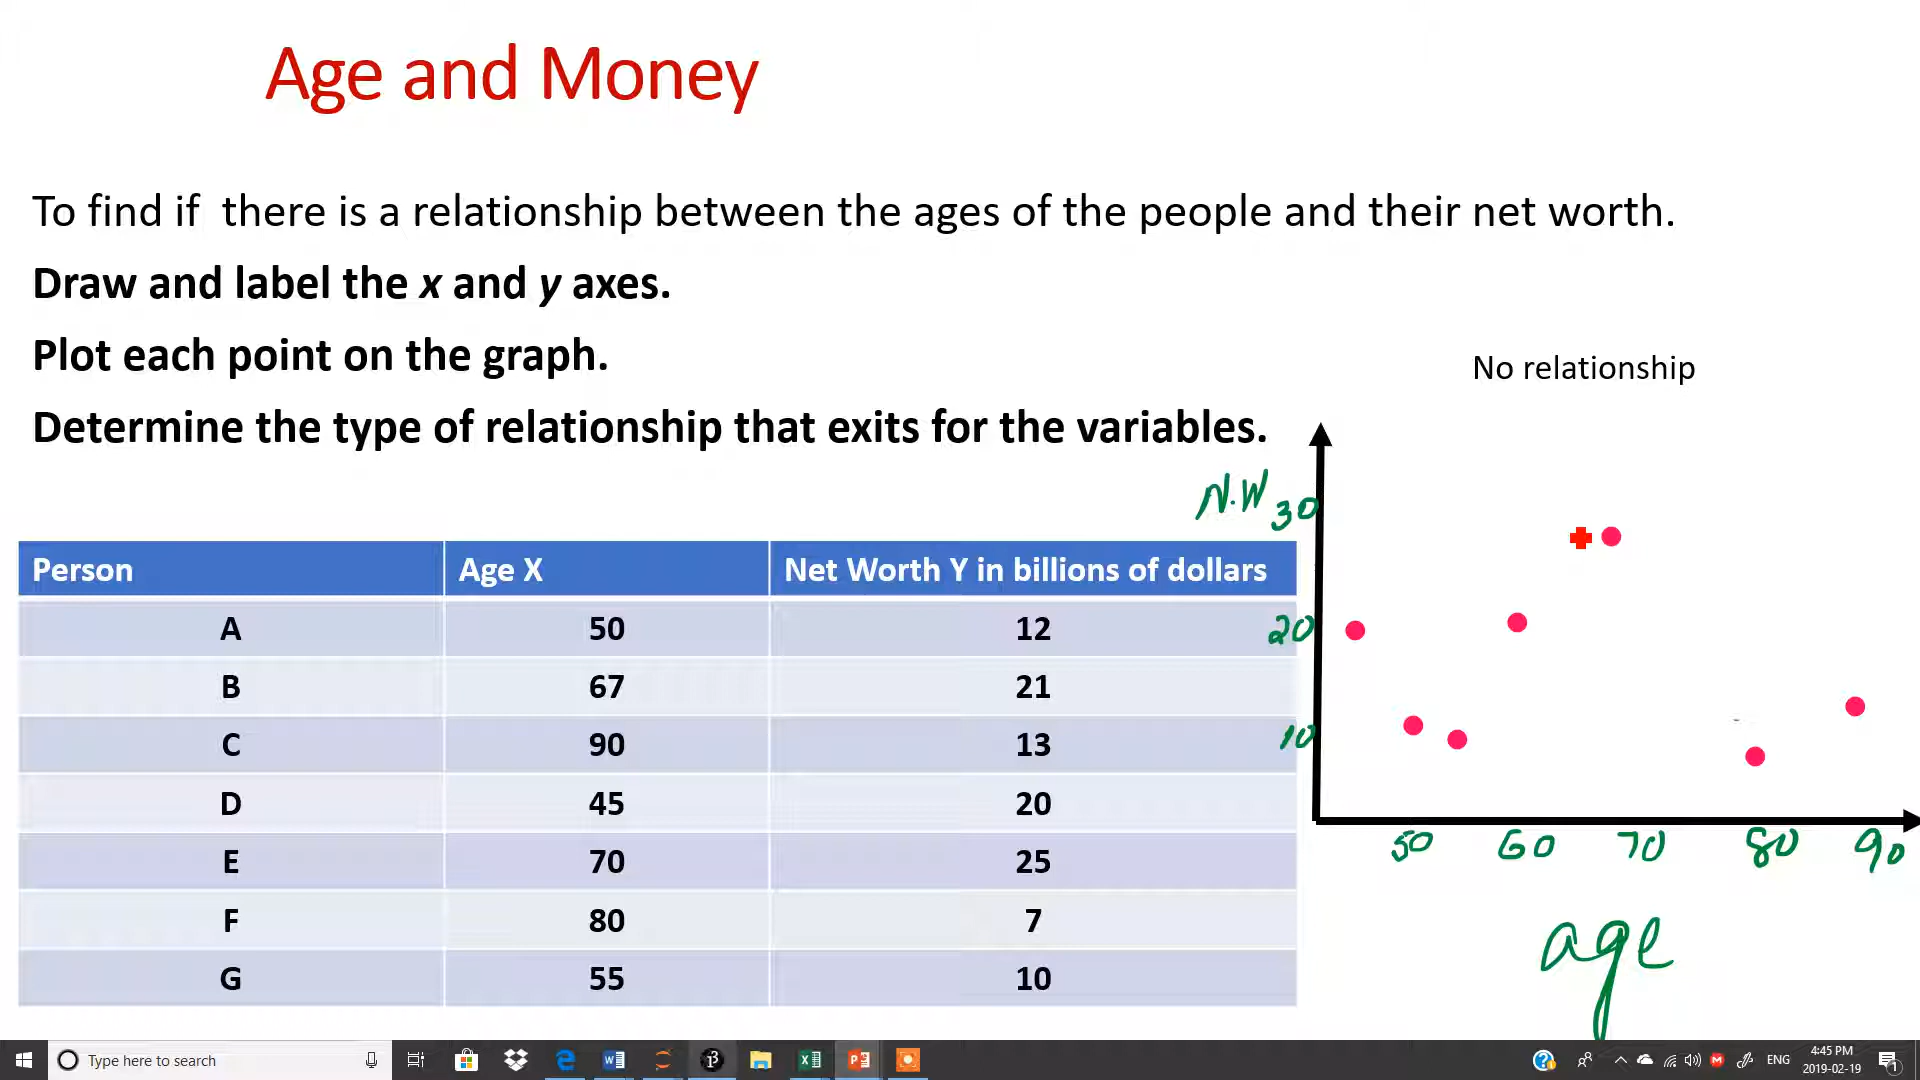 Age and Money
To find if there is a relationship between the ages of the people and their net worth.
Draw and label the x and y axes.
Plot each point on the graph.
Determine the type of relationship that exits for the variables.
No relationship
N.W
30
20
10
50 60 70 80 90
age
Person Age X Net Worth Y in billions of dollars
A 50 12
B 67 21
C 90 13
D 45 20
E 70 25
F 80 7
G 55 10
Type here to search
ENG
4:45 PM
2019-02-19